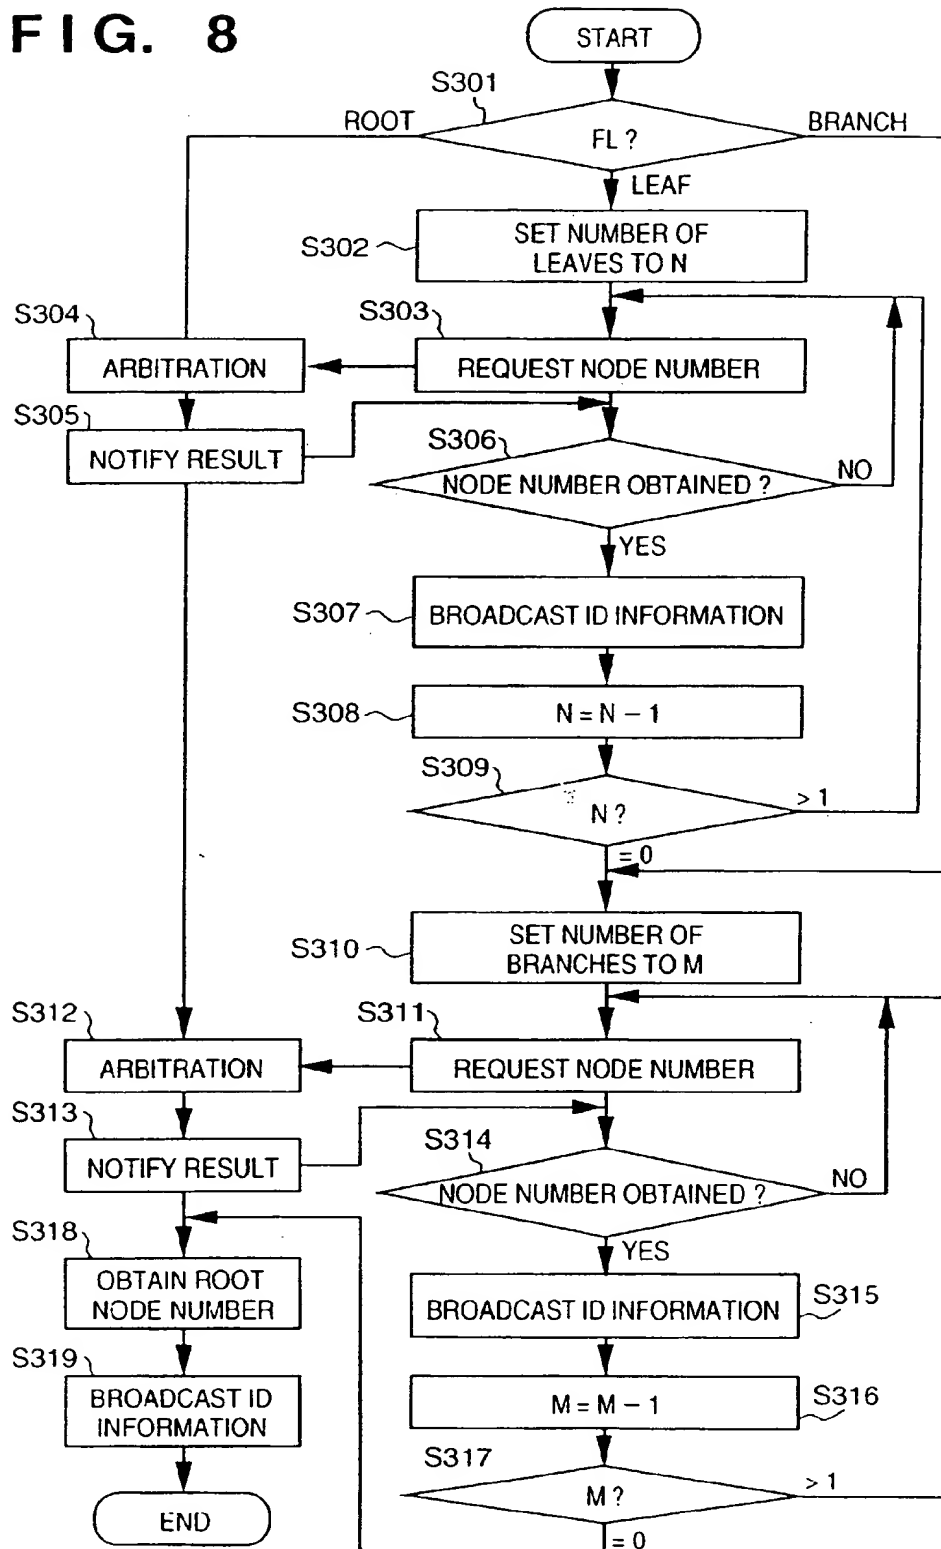 FIG. 8
START
S301
ROOT
FL ?
BRANCH
LEAF
S302
SET NUMBER OF
LEAVES TO N
S304
S303
ARBITRATION
REQUEST NODE NUMBER
S305
NOTIFY RESULT
S306
NODE NUMBER OBTAINED ?
NO
YES
S307
BROADCAST ID INFORMATION
S308
N = N – 1
S309
N ?
> 1
= 0
S310
SET NUMBER OF
BRANCHES TO M
S312
S311
ARBITRATION
REQUEST NODE NUMBER
S313
NOTIFY RESULT
S314
NODE NUMBER OBTAINED ?
NO
YES
S318
OBTAIN ROOT
NODE NUMBER
BROADCAST ID INFORMATION
S315
S319
BROADCAST ID
INFORMATION
M = M – 1
S316
S317
M ?
> 1
= 0
END